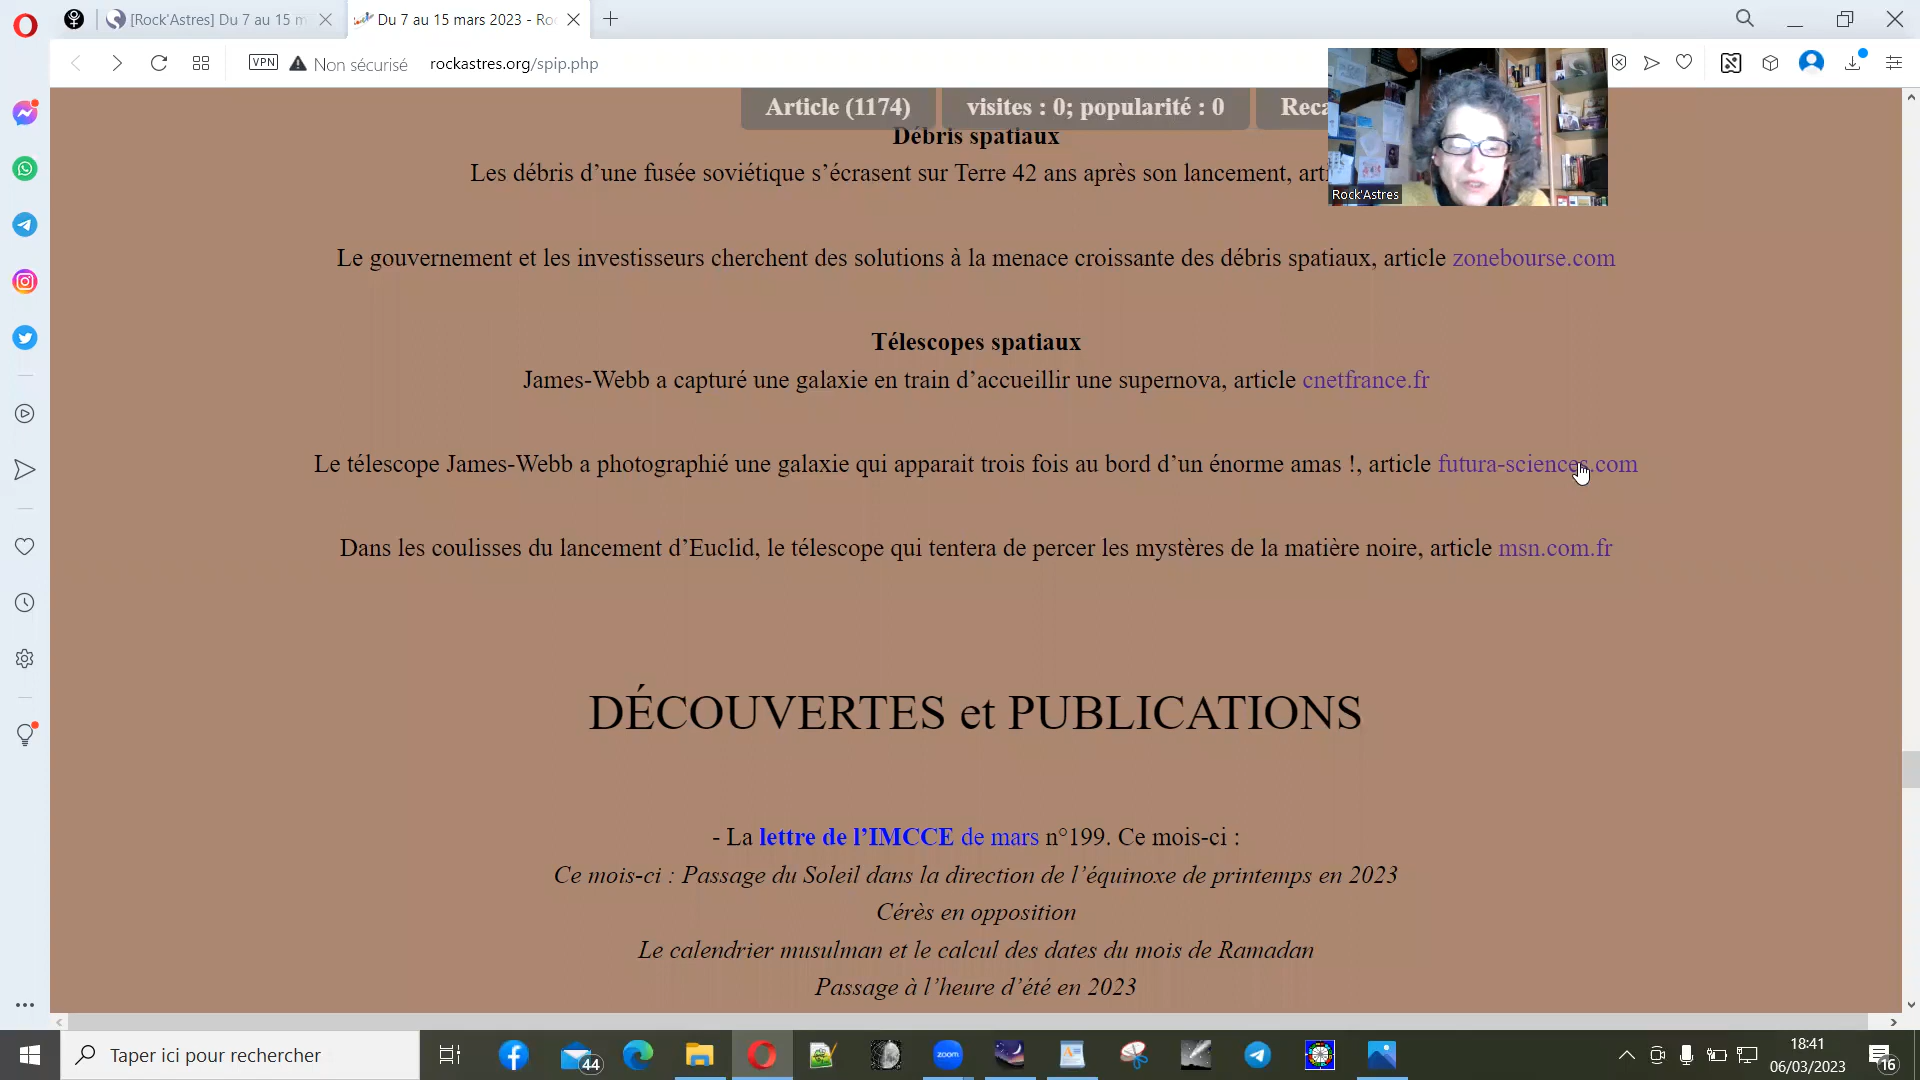 [Rock'Astres] Du 7 au 15 m
Du 7 au 15 mars 2023 - Ro
VPN
Non sécurisé
rockastres.org/spip.php
Article (1174)
visites : 0; popularité : 0
Reca
Débris spatiaux
Les débris d’une fusée soviétique s’écrasent sur Terre 42 ans après son lancement, arti
Rock'Astres
Le gouvernement et les investisseurs cherchent des solutions à la menace croissante des débris spatiaux, article zonebourse.com
Télescopes spatiaux
James-Webb a capturé une galaxie en train d’accueillir une supernova, article cnetfrance.fr
Le télescope James-Webb a photographié une galaxie qui apparait trois fois au bord d’un énorme amas !, article futura-sciences.com
Dans les coulisses du lancement d’Euclid, le télescope qui tentera de percer les mystères de la matière noire, article msn.com.fr
DÉCOUVERTES et PUBLICATIONS
- La lettre de l’IMCCE de mars n°199. Ce mois-ci :
Ce mois-ci : Passage du Soleil dans la direction de l’équinoxe de printemps en 2023
Cérès en opposition
Le calendrier musulman et le calcul des dates du mois de Ramadan
Passage à l’heure d’été en 2023
Taper ici pour rechercher
44
zoom
18:41
06/03/2023
16